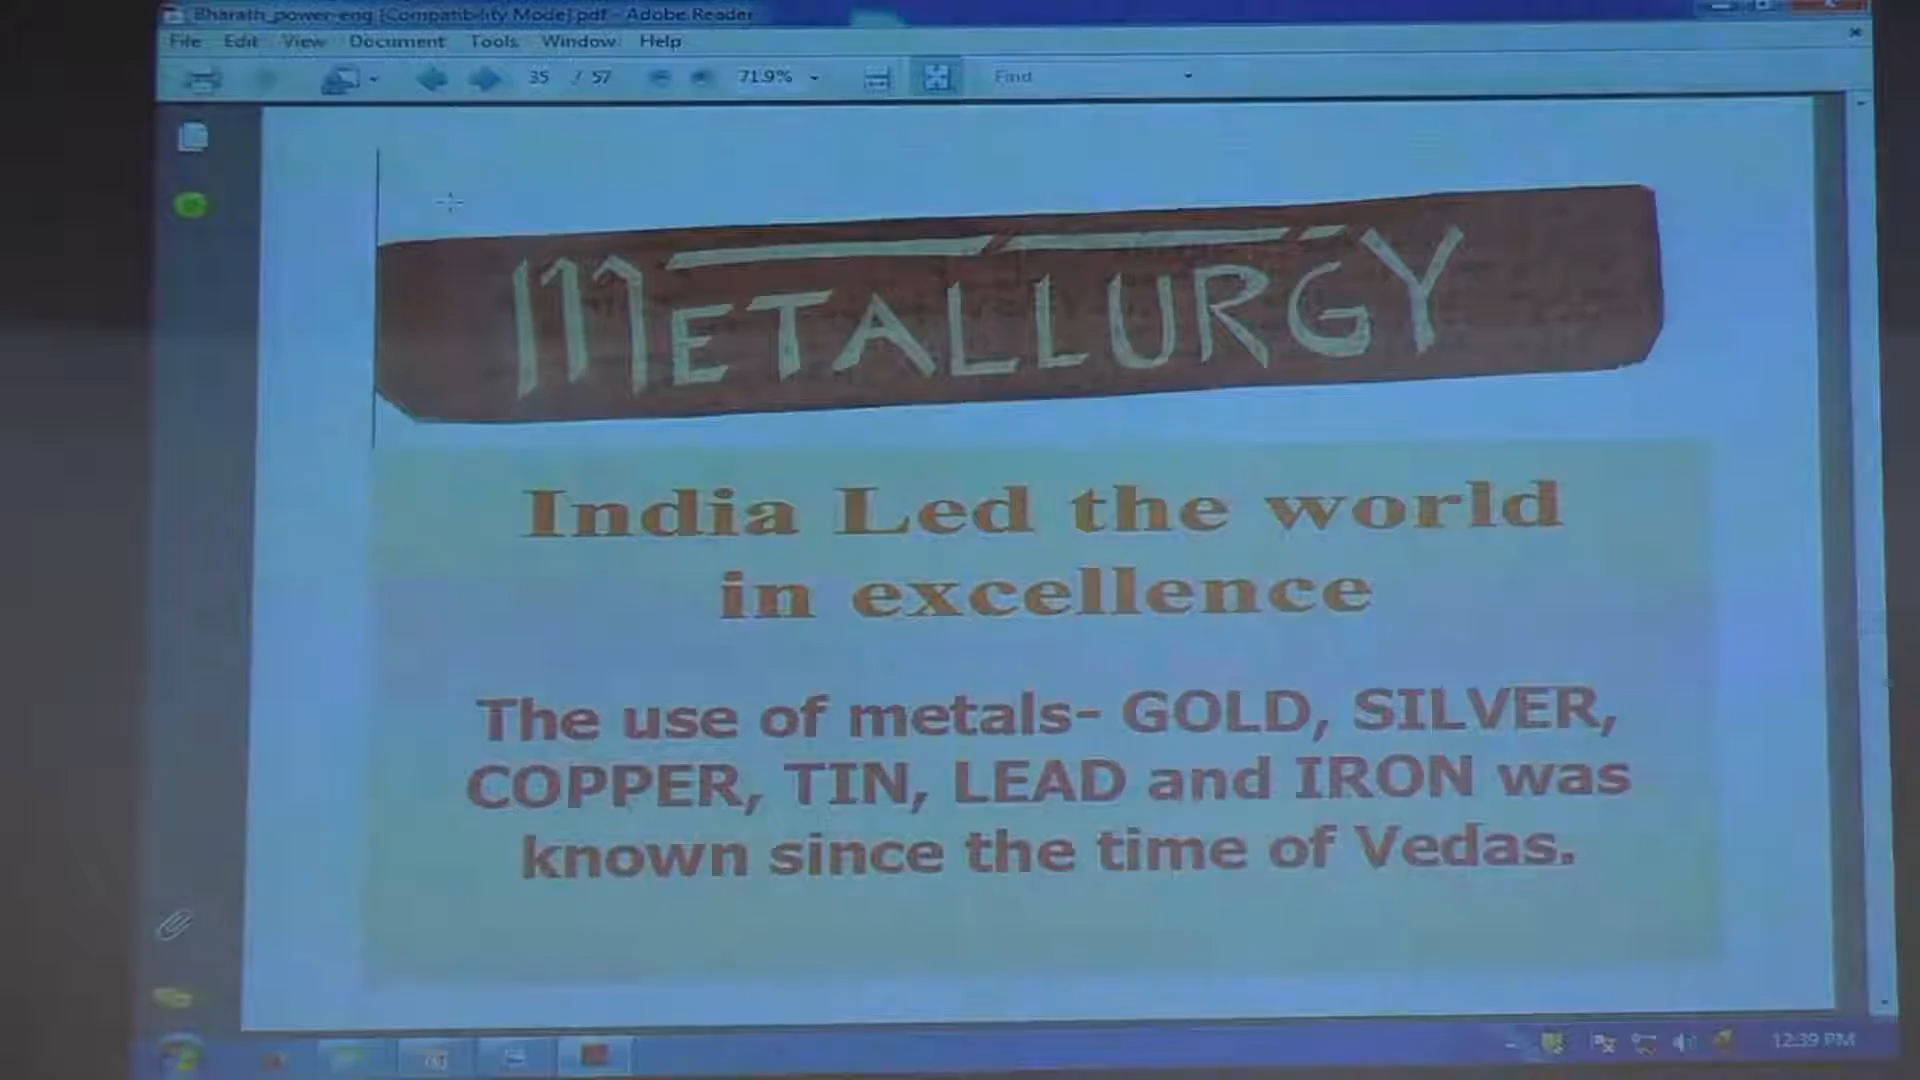 Bharath_power-eng [Compatibility Mode].pdf - Adobe Reader
File Edit View Document Tools Window Help
35 / 57 71.9% Find
METALLURGY
India Led the world
in excellence
The use of metals- GOLD, SILVER,
COPPER, TIN, LEAD and IRON was
known since the time of Vedas.
12:39 PM